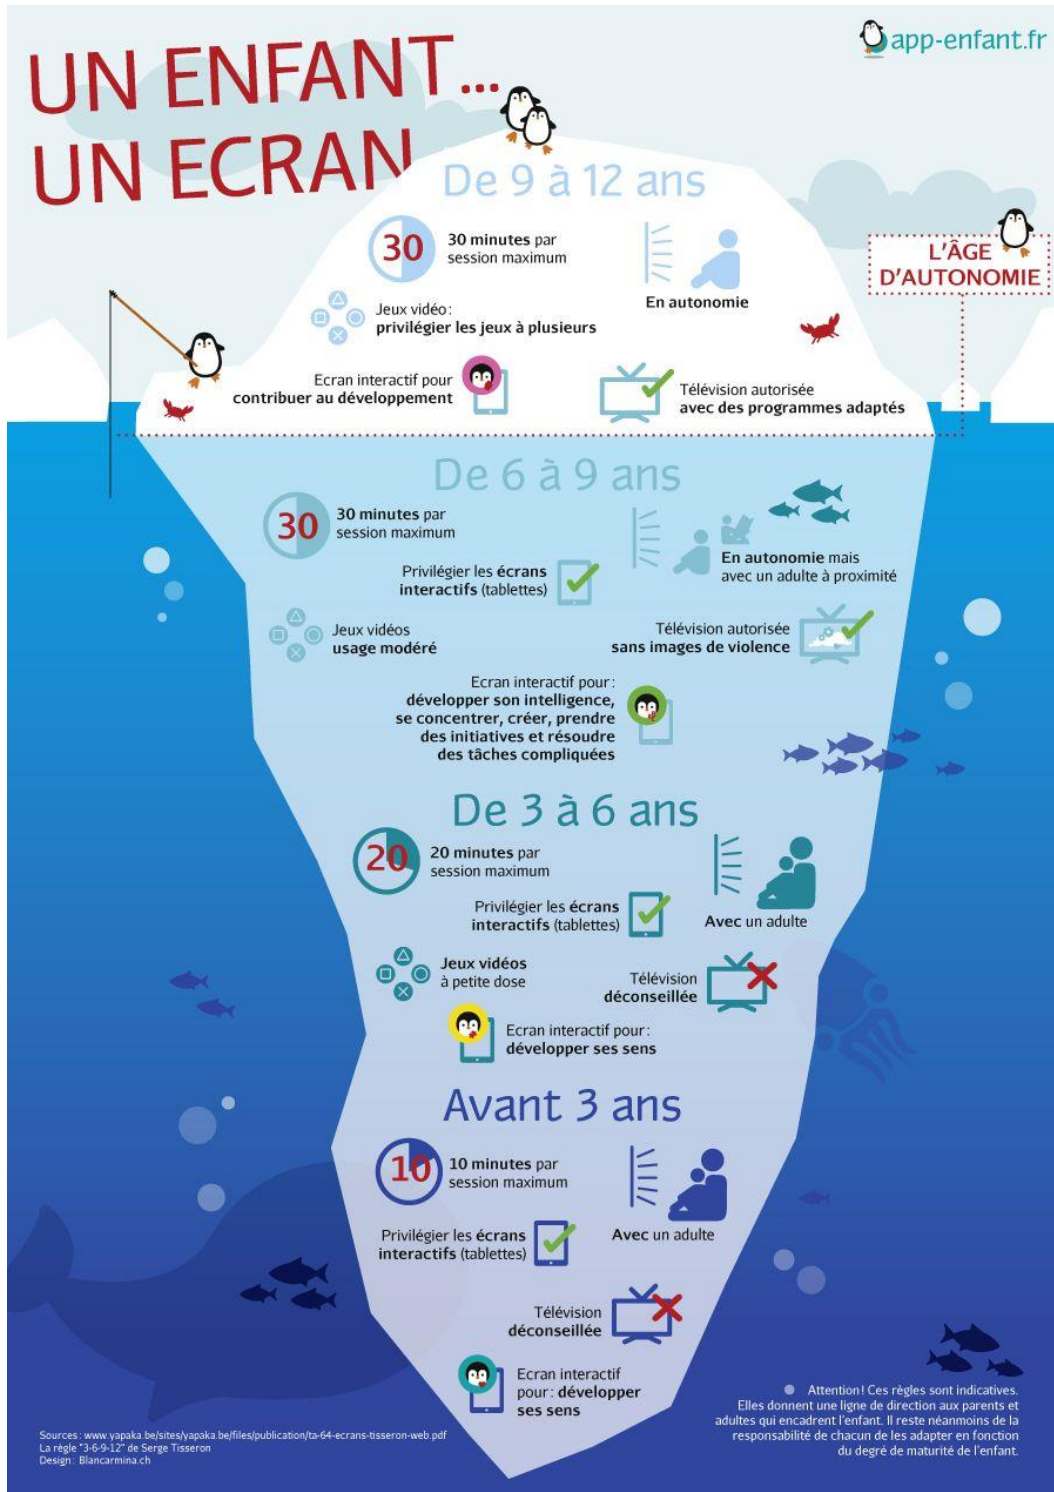 UN ENFANT...
UN ECRAN
app-enfant.fr
De 9 à 12 ans
30
30 minutes par
session maximum
En autonomie
Jeux vidéo :
privilégier les jeux à plusieurs
Ecran interactif pour
contribuer au développement
Télévision autorisée
avec des programmes adaptés
L'ÂGE
D'AUTONOMIE
De 6 à 9 ans
30
30 minutes par
session maximum
En autonomie mais
avec un adulte à proximité
Privilégier les écrans
interactifs (tablettes)
Jeux vidéos
usage modéré
Télévision autorisée
sans images de violence
Ecran interactif pour :
développer son intelligence,
se concentrer, créer, prendre
des initiatives et résoudre
des tâches compliquées
De 3 à 6 ans
20
20 minutes par
session maximum
Privilégier les écrans
interactifs (tablettes)
Avec un adulte
Jeux vidéos
à petite dose
Télévision
déconseillée
Ecran interactif pour :
développer ses sens
Avant 3 ans
10
10 minutes par
session maximum
Privilégier les écrans
interactifs (tablettes)
Avec un adulte
Télévision
déconseillée
Ecran interactif
pour : développer
ses sens
Sources : www.yapaka.be/sites/yapaka.be/files/publication/ta-64-ecrans-tisseron-web.pdf
La règle "3-6-9-12" de Serge Tisseron
Design : Blancarmina.ch
Attention ! Ces règles sont indicatives.
Elles donnent une ligne de direction aux parents et
adultes qui encadrent l'enfant. Il reste néanmoins de la
responsabilité de chacun de les adapter en fonction
du degré de maturité de l'enfant.